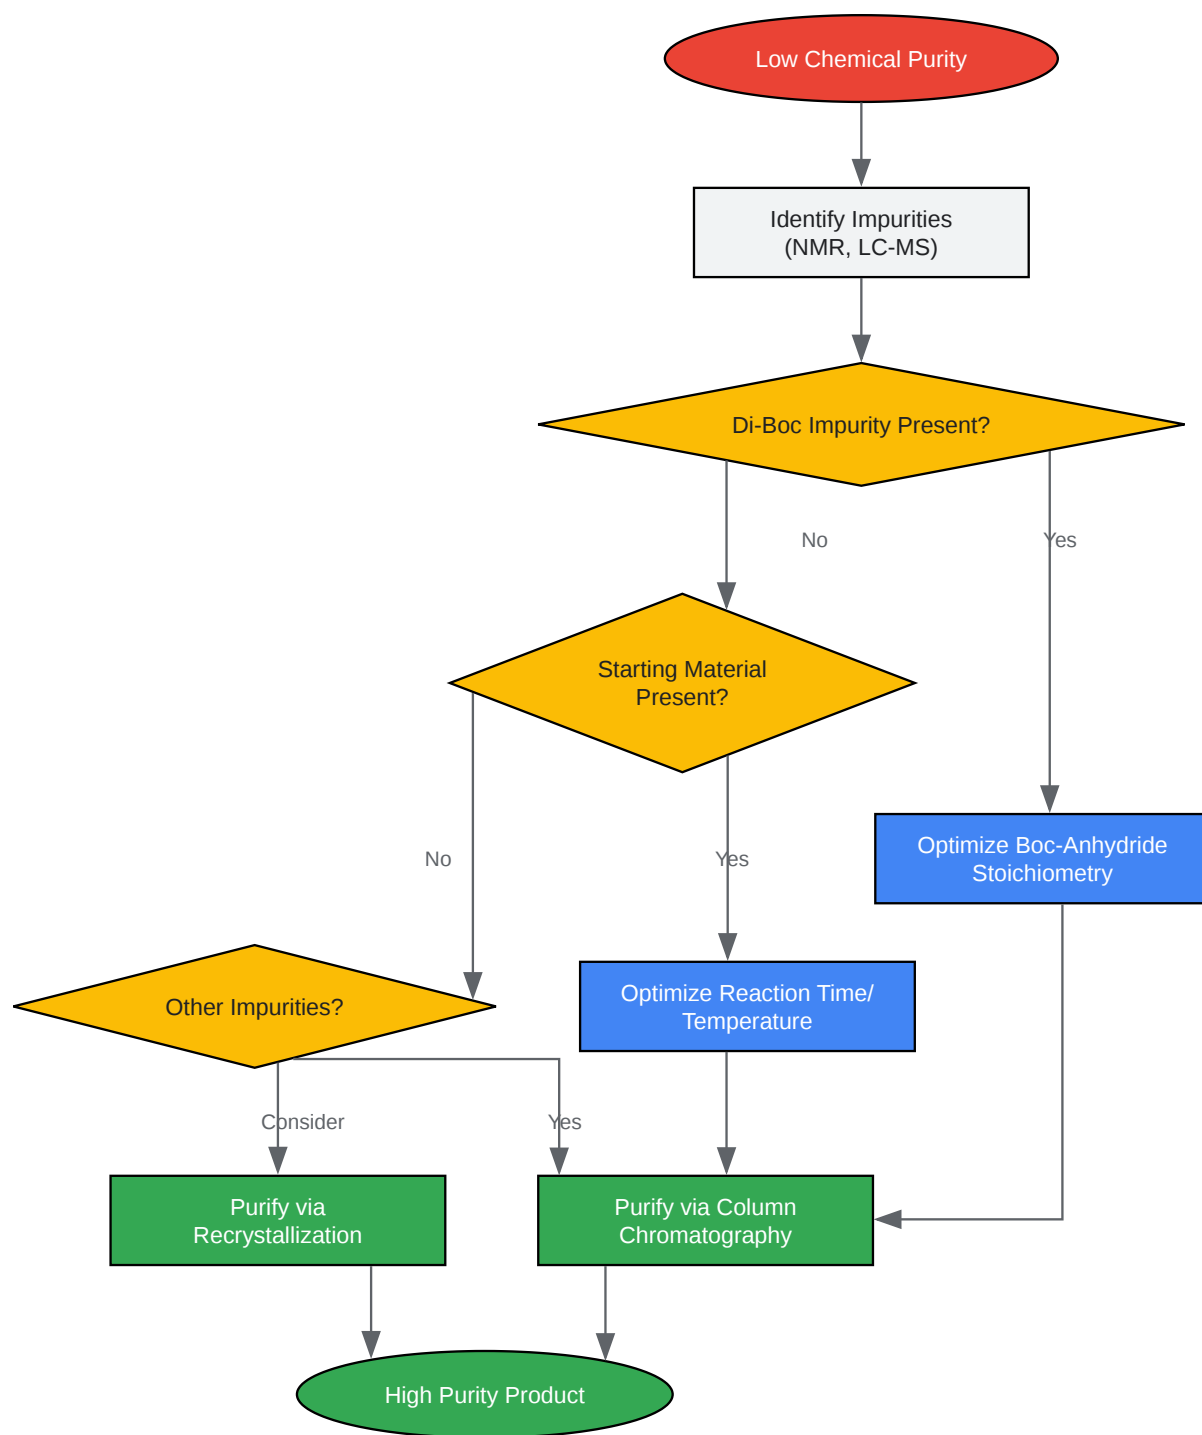 Low Chemical Purity
Identify Impurities
(NMR, LC-MS)
Di-Boc Impurity Present?
No
Yes
Starting Material
Present?
No
Yes
Optimize Boc-Anhydride
Stoichiometry
Other Impurities?
Optimize Reaction Time/
Temperature
Consider
Yes
Purify via
Recrystallization
Purify via Column
Chromatography
High Purity Product